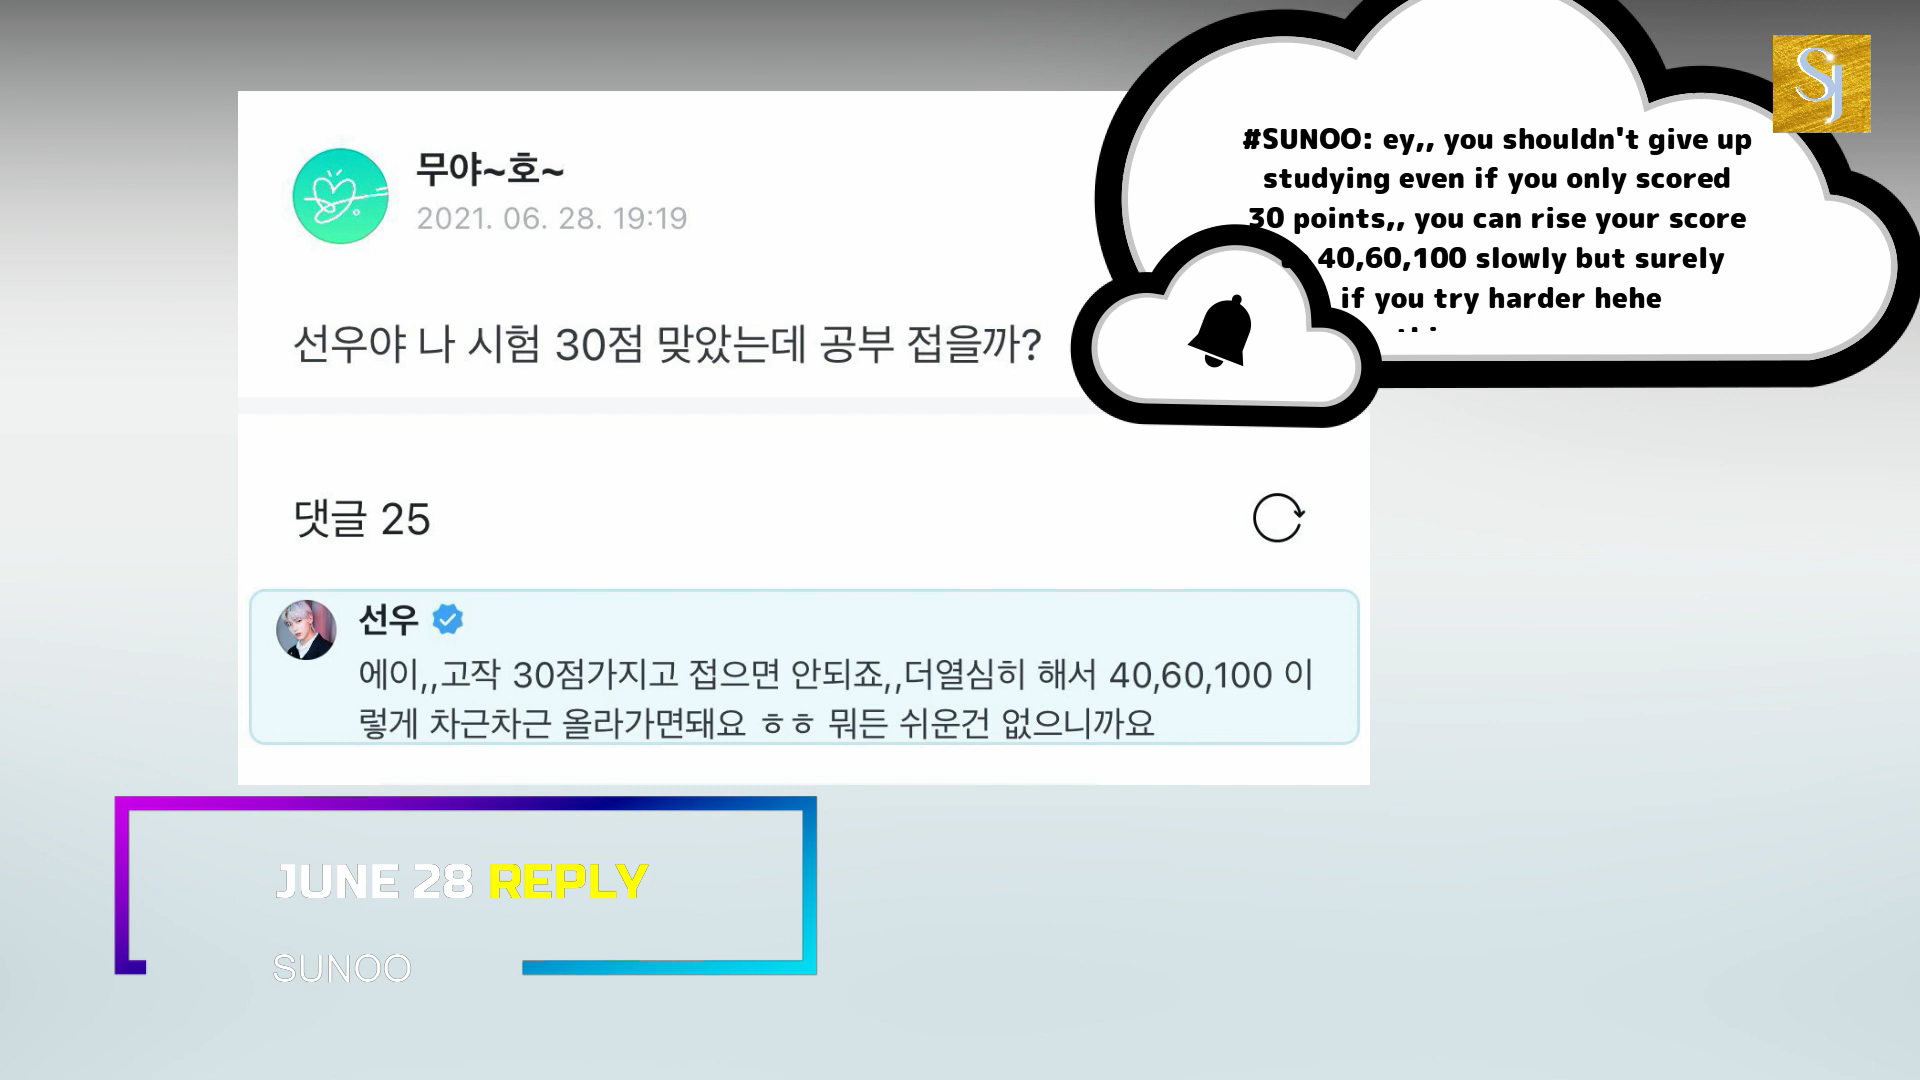 무야~호~
2021. 06. 28. 19:19
선우야 나 시험 30점 맞았는데 공부 접을까?
댓글 25
선우
에이,,고작 30점가지고 접으면 안되죠,,더열심히 해서 40,60,100 이
렇게 차근차근 올라가면돼요 ㅎㅎ 뭐든 쉬운건 없으니까요
#SUNOO: ey,, you shouldn't give up
studying even if you only scored
30 points,, you can rise your score
40,60,100 slowly but surely
if you try harder hehe
SJ
JUNE 28 REPLY
SUNOO